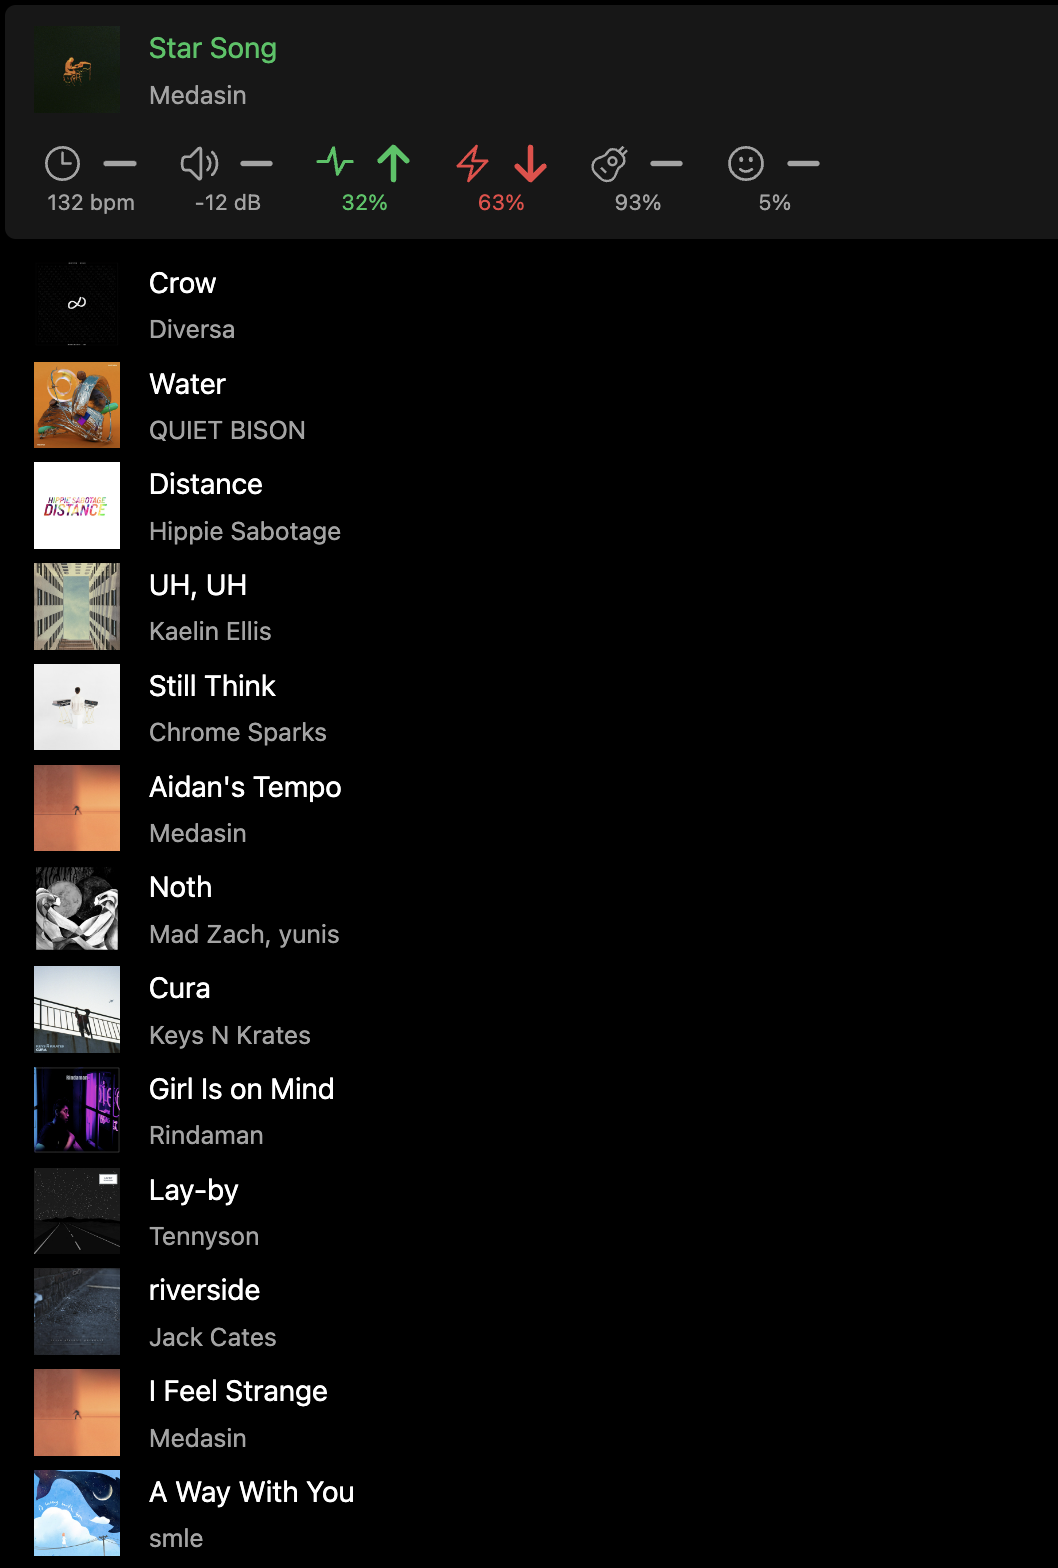 Star Song
Medasin
132 bpm
-12 dB
32%
63%
93%
5%
Crow
Diversa
Water
QUIET BISON
HIPPIE SABOTAGE
DISTANCE
Distance
Hippie Sabotage
UH, UH
Kaelin Ellis
Still Think
Chrome Sparks
Aidan's Tempo
Medasin
Noth
Mad Zach, yunis
Cura
Keys N Krates
Rindaman
Girl Is on Mind
Rindaman
Lay-by
Tennyson
riverside
Jack Cates
I Feel Strange
Medasin
A Way With You
smle